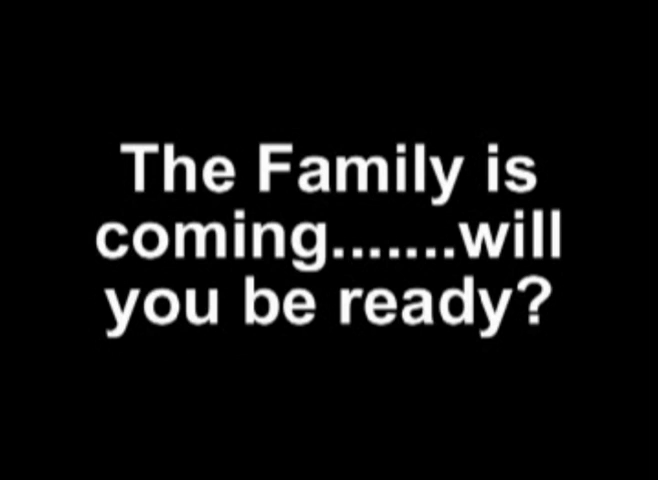 The Family is
coming.......will
you be ready?